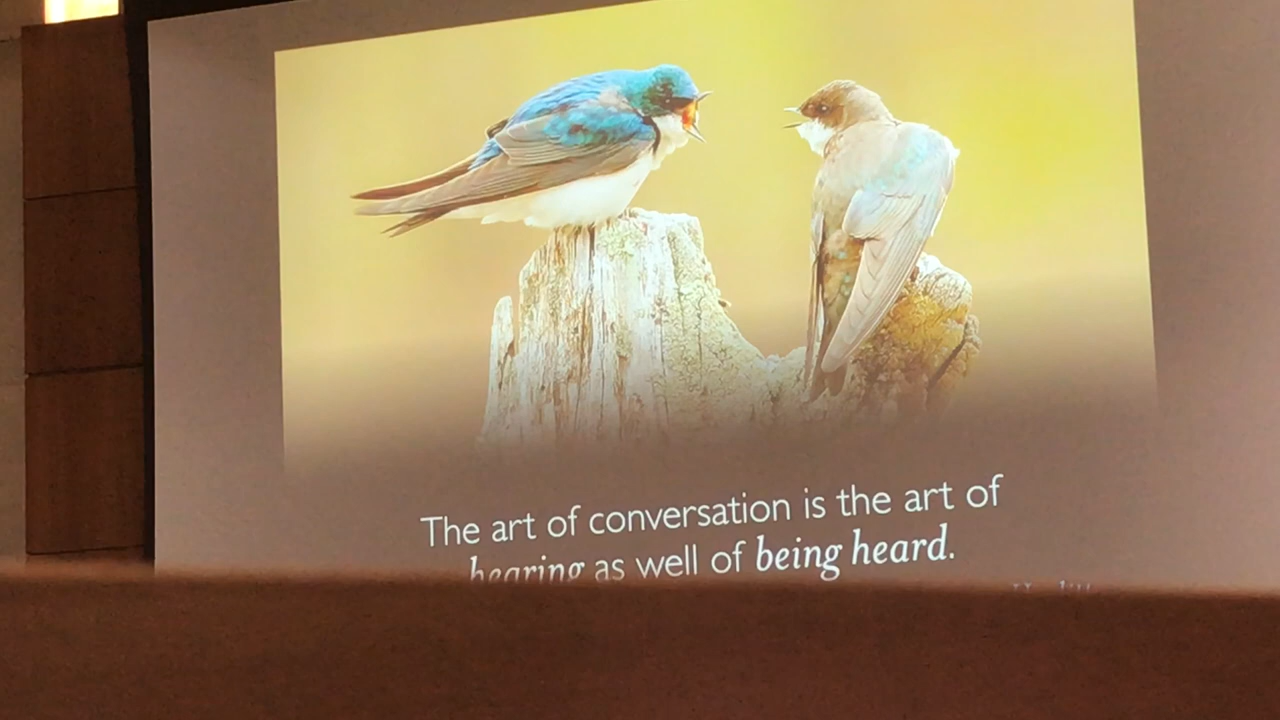 The art of conversation is the art of
hearing as well of being heard.